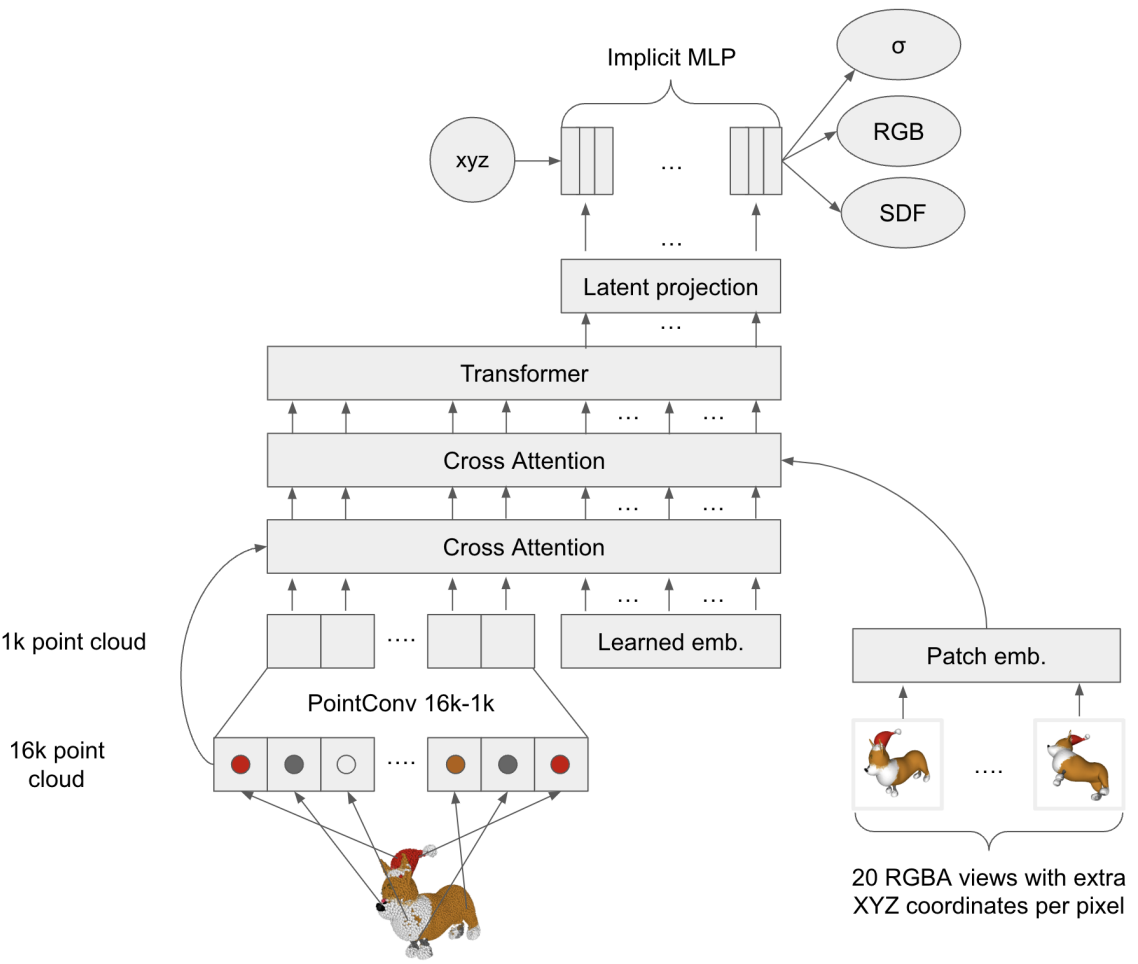 σ
Implicit MLP
RGB
xyz
...
SDF
...
Latent projection
...
Transformer
... ...
Cross Attention
... ...
Cross Attention
... ...
1k point cloud
....
Learned emb.
Patch emb.
PointConv 16k-1k
16k point
cloud
....
....
20 RGBA views with extra
XYZ coordinates per pixel